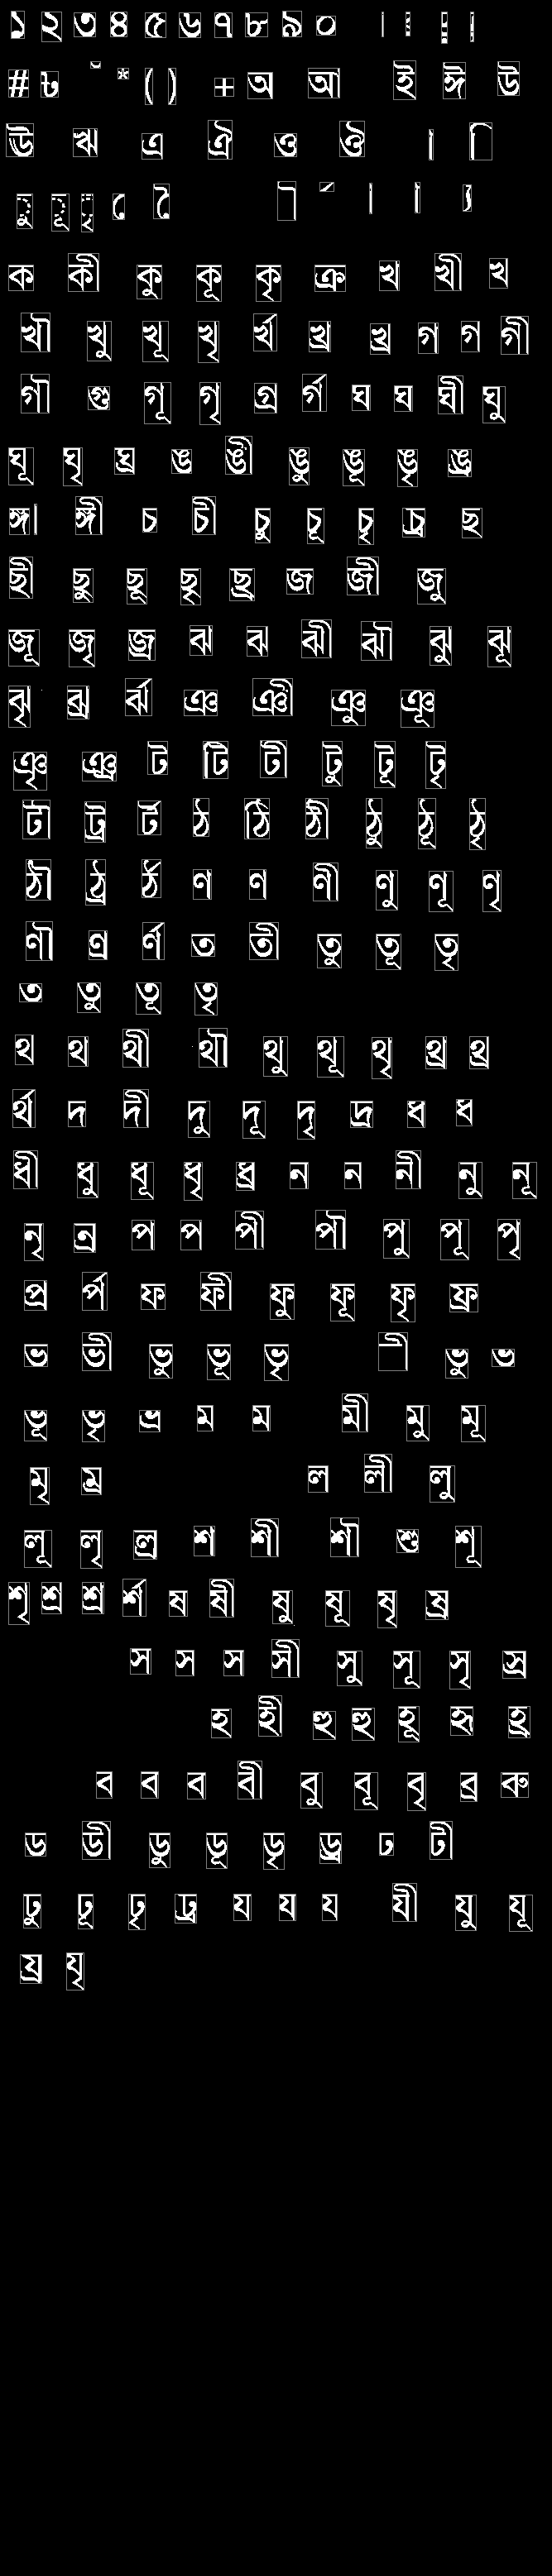 ১ ২ ৩ ৪ ৫ ৬ ৭ ৮ ৯ ০ ।
# ৳ ঁ * ( ) + অ আ ই ঈ উ
ঊ ঋ এ ঐ ও ঔ া ি
ু ূ ৃ ে ৈ
ক কী কু কূ কৃ ক্র খ খী খ
খী খু খূ খৃ র্খ খ্র খ্র গ গ গী
গী গু গূ গৃ গ্র র্গ ঘ ঘ ঘী ঘু
ঘূ ঘৃ ঘ্র ঙ ঙী ঙু ঙূ ঙৃ ঙ্র
ঙ্গা ঙ্গী চ চী চু চূ চৃ চ্র ছ
ছী ছু ছূ ছৃ ছ্র জ জী জু
জূ জৃ জ্র ঝ ঝ ঝী ঝী ঝু ঝূ
ঝৃ ঝ্র র্ঝ ঞ ঞী ঞু ঞূ
ঞৃ ঞ্র ট টি টী টু টূ টৃ
টী ট্র র্ট ঠ ঠি ঠী ঠু ঠূ ঠৃ
ঠী ঠ্র র্ঠ ণ ণ ণী ণু ণূ ণৃ
ণী ণ্র র্ণ ত তী তু তূ তৃ
ত তু তূ তৃ
থ থ থী থী থু থূ থৃ থ্র থ্র
র্থ দ দী দু দূ দৃ দ্র ধ ধ
ধী ধু ধূ ধৃ ধ্র ন ন নী নু নূ
নৃ ন্র প প পী পী পু পূ পৃ
প্র র্প ফ ফী ফু ফূ ফৃ ফ্র
ভ ভী ভু ভূ ভৃ ী ভু ভ
ভূ ভৃ ভ্র ম ম মী মু মূ
মৃ ম্র ল লী লু
লূ লৃ ল্র শ শী শী শু শূ
শৃ শ্র শ্র র্শ ষ ষী ষু ষূ ষৃ ষ্র
স স স সী সু সূ সৃ স্র
হ হী হু হু হূ হৃ হ্র
ব ব ব বী বু বূ বৃ ব্র রু
ড ডী ডু ডূ ডৃ ড্র ঢ ঢী
ঢু ঢূ ঢৃ ঢ্র য য য যী যু যূ
য্র যৃ